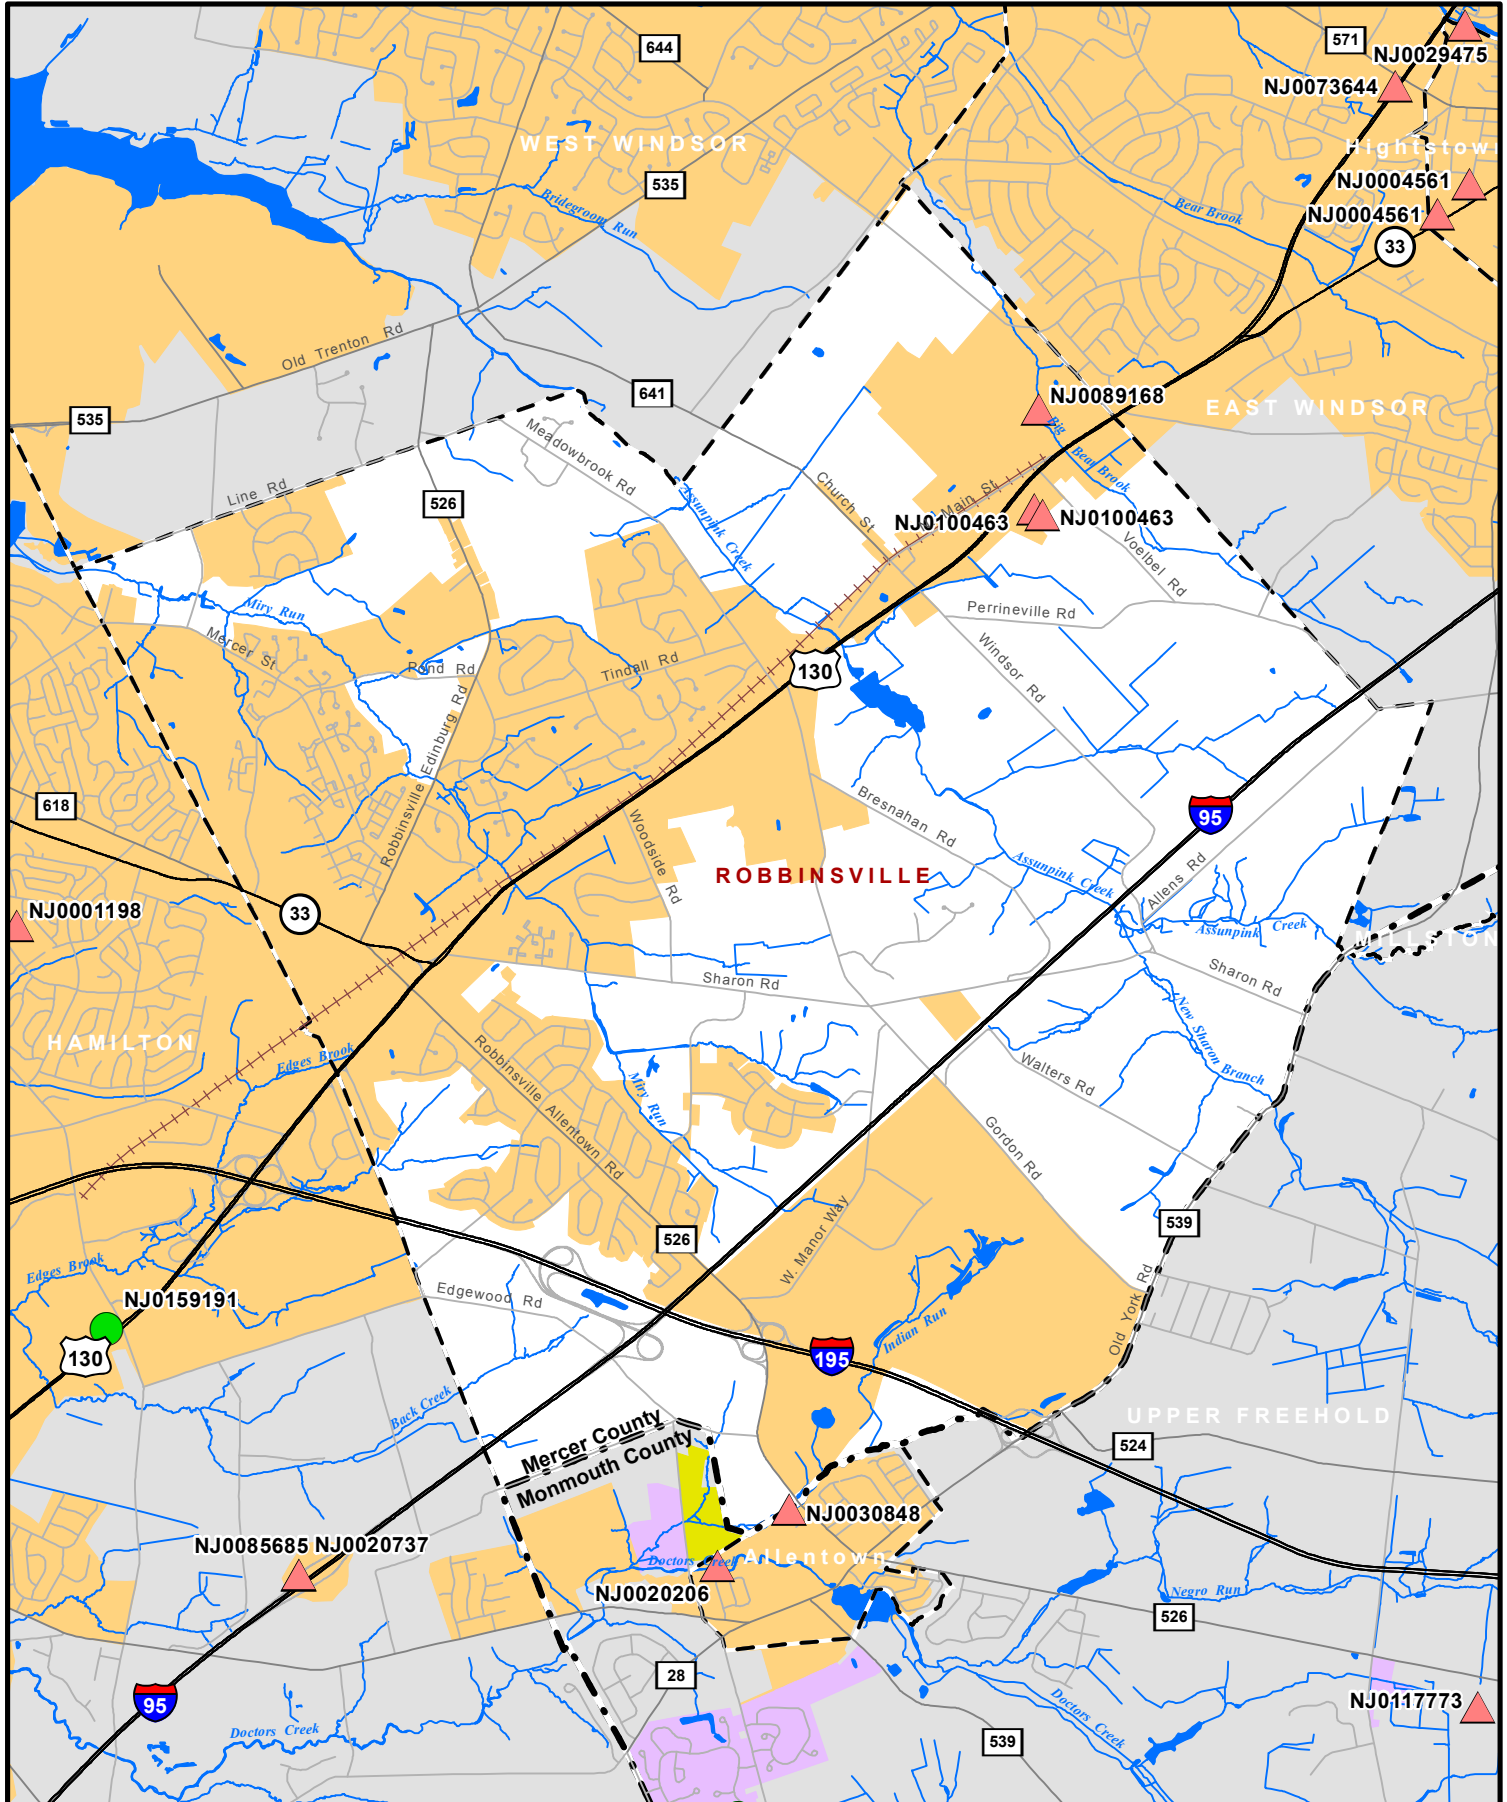 644
571
NJ0029475
NJ0073644
WEST WINDSOR
Hightstown
535
NJ0004561
Bridegroom Run
Bear Brook
NJ0004561
33
Old Trenton Rd
641
NJ0089168
EAST WINDSOR
535
Big
Bear Brook
Meadowbrook Rd
Line Rd
526
Church St
Main St
Assunpink Creek
NJ0100463
NJ0100463
Voelbel Rd
Miry Run
Perrineville Rd
Mercer St
Pond Rd
Tindall Rd
130
Windsor Rd
Robbinsville Edinburg Rd
618
95
Woodside Rd
Bresnahan Rd
ROBBINSVILLE
Assunpink Creek
Allens Rd
NJ0001198
33
Assunpink Creek
MILLSTON
Sharon Rd
Sharon Rd
HAMILTON
Edges Brook
New Sharon Branch
Robbinsville Allentown Rd
Miry Run
Walters Rd
Gordon Rd
539
526
W. Manor Way
Edges Brook
Edgewood Rd
NJ0159191
Old York Rd
Indian Run
130
195
Back Creek
UPPER FREEHOLD
Mercer County
Monmouth County
524
NJ0030848
NJ0085685 NJ0020737
Doctors Creek
Allentown
NJ0020206
Negro Run
526
28
95
Doctors Creek
Doctors Creek
NJ0117773
539